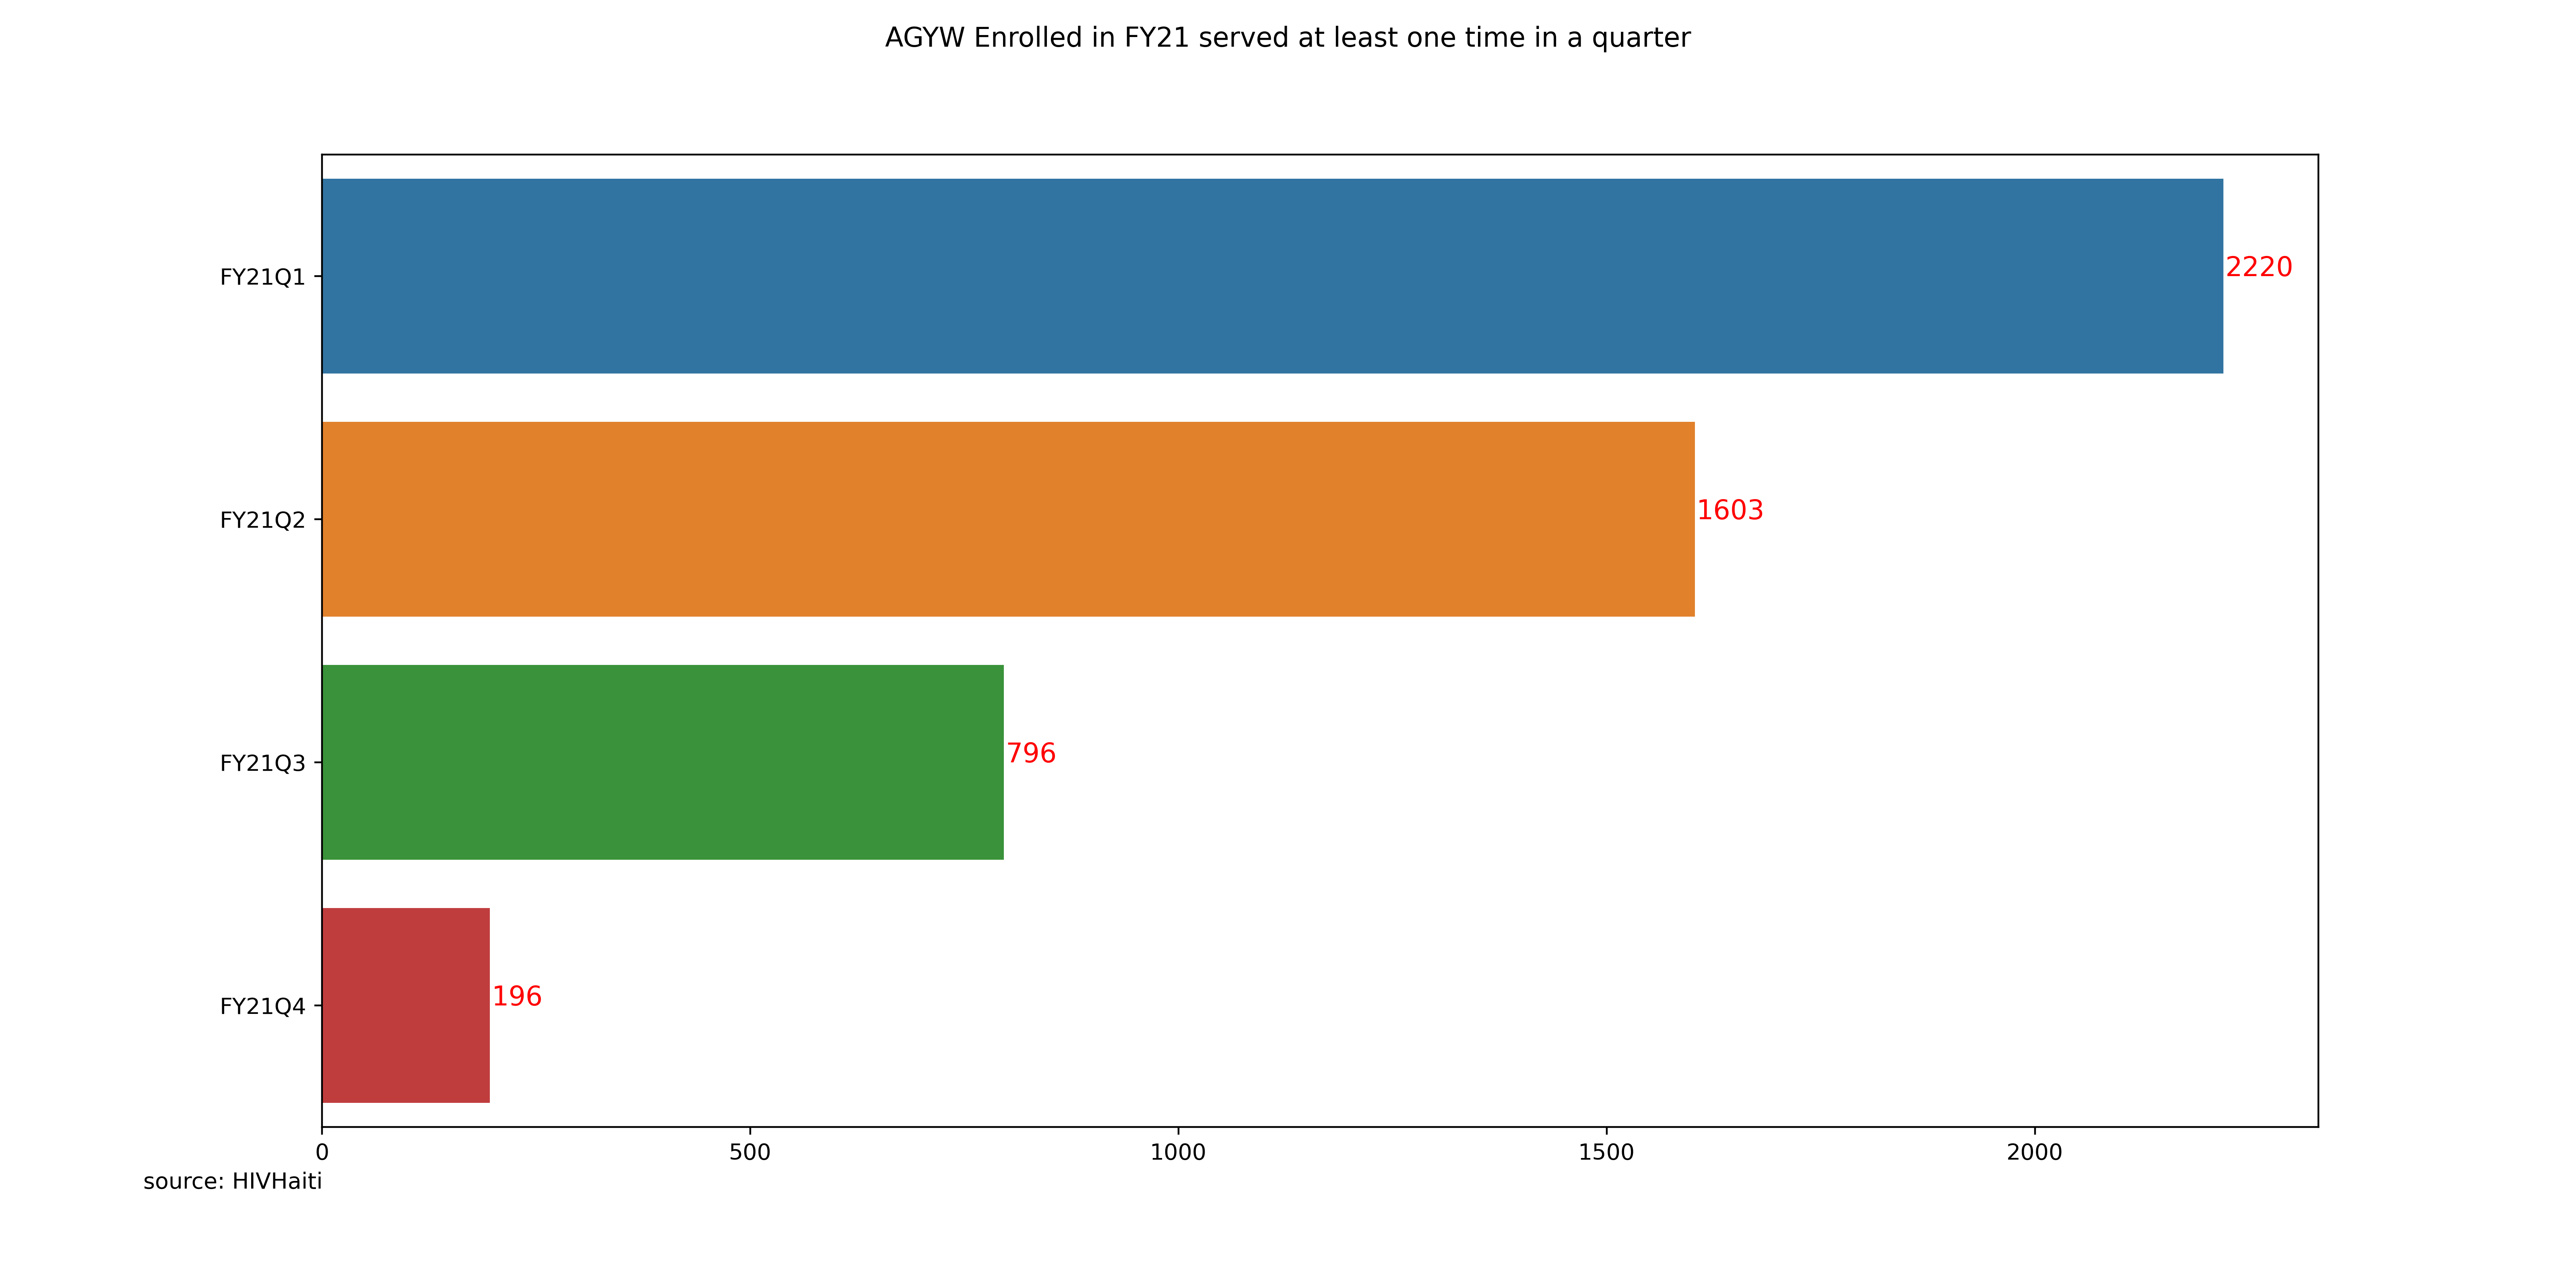 AGYW Enrolled in FY21 served at least one time in a quarter
FY21Q1
2220
FY21Q2
1603
FY21Q3
796
FY21Q4
196
0 500 1000 1500 2000
source: HIVHaiti